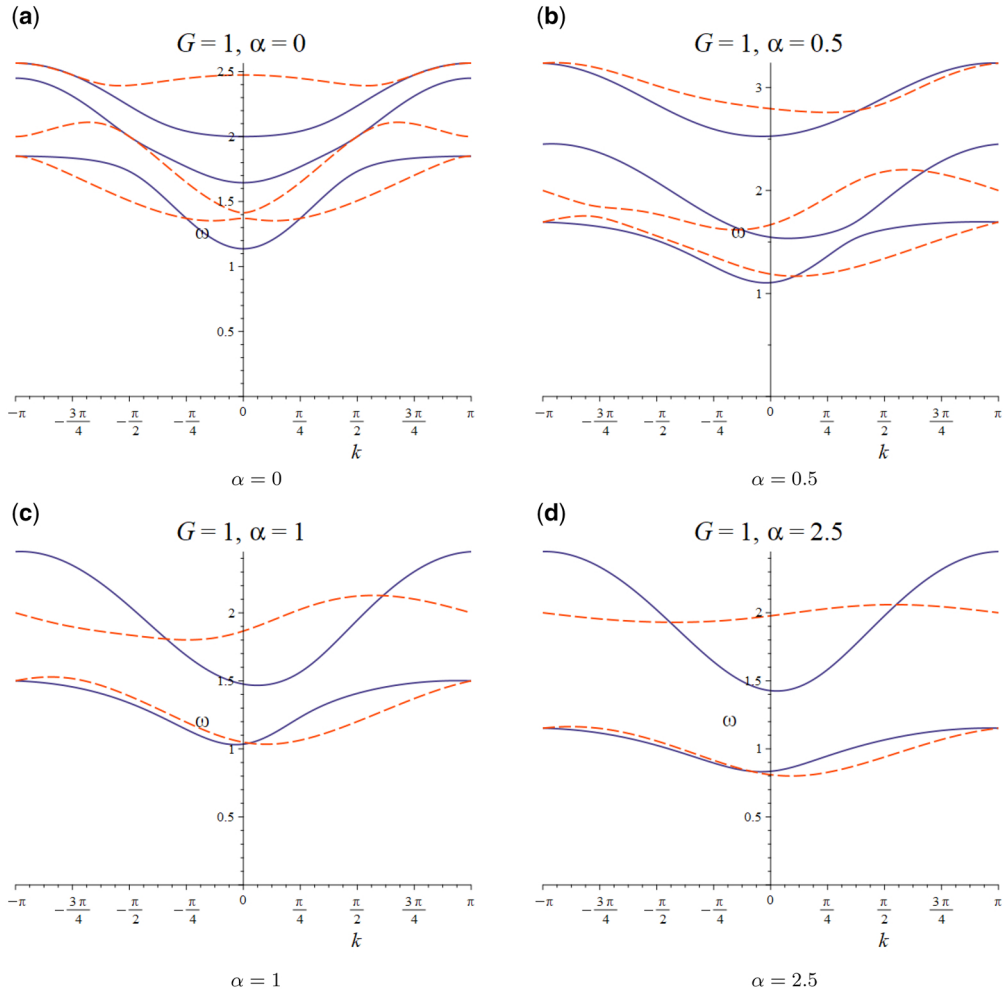 (a)
G = 1, α = 0
2.5
2
1.5
ω
1
0.5
−π −3π/4 −π/2 −π/4 0 π/4 π/2 3π/4 π
k
α = 0
(b)
G = 1, α = 0.5
3
2
ω
1
−π −3π/4 −π/2 −π/4 0 π/4 π/2 3π/4 π
k
α = 0.5
(c)
G = 1, α = 1
2
1.5
ω
1
0.5
−π −3π/4 −π/2 −π/4 0 π/4 π/2 3π/4 π
k
α = 1
(d)
G = 1, α = 2.5
2
1.5
ω
1
0.5
−π −3π/4 −π/2 −π/4 0 π/4 π/2 3π/4 π
k
α = 2.5